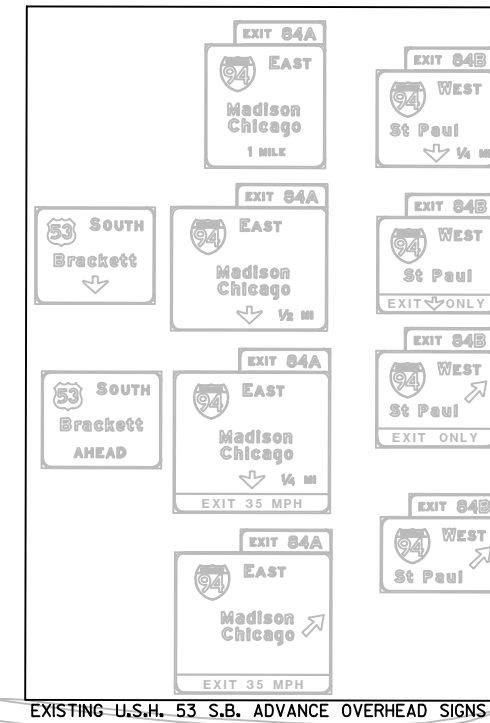 EXIT 84A
94 EAST
Madison
Chicago
1 MILE
EXIT 84B
94 WEST
St Paul
1/4
53 SOUTH
Brackett
EXIT 84A
94 EAST
Madison
Chicago
1/2 MI
EXIT 84B
94 WEST
St Paul
EXIT ONLY
53 SOUTH
Brackett
AHEAD
EXIT 84A
94 EAST
Madison
Chicago
1/4 MI
EXIT 35 MPH
EXIT 84B
94 WEST
St Paul
EXIT ONLY
EXIT 84A
94 EAST
Madison
Chicago
EXIT 35 MPH
EXIT 84B
94 WEST
St Paul
EXISTING U.S.H. 53 S.B. ADVANCE OVERHEAD SIGNS